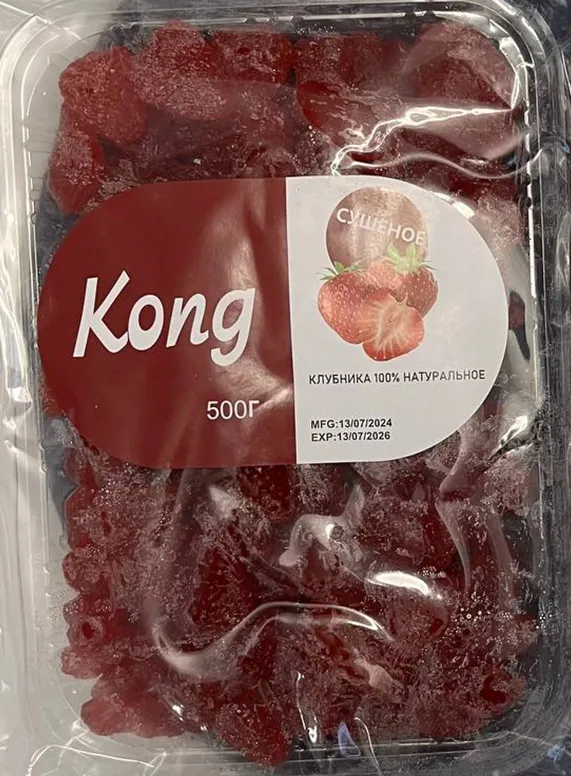 СУШЕНОЕ
Kong
КЛУБНИКА 100% НАТУРАЛЬНОЕ
500Г
MFG:13/07/2024
EXP:13/07/2026